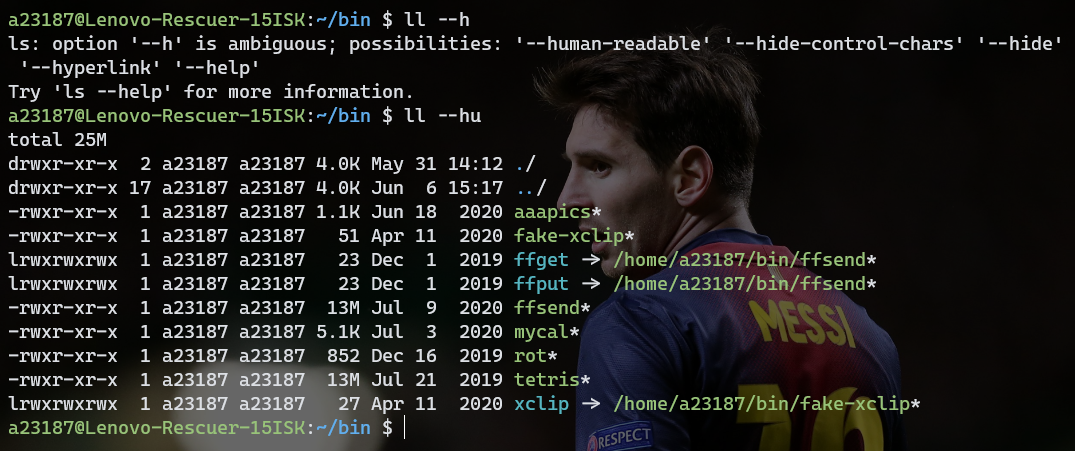 a23187@Lenovo-Rescuer-15ISK:~/bin $ ll --h
ls: option '--h' is ambiguous; possibilities: '--human-readable' '--hide-control-chars' '--hide'
 '--hyperlink' '--help'
Try 'ls --help' for more information.
a23187@Lenovo-Rescuer-15ISK:~/bin $ ll --hu
total 25M
drwxr-xr-x  2 a23187 a23187 4.0K May 31 14:12 ./
drwxr-xr-x 17 a23187 a23187 4.0K Jun  6 15:17 ../
-rwxr-xr-x  1 a23187 a23187 1.1K Jun 18  2020 aaapics*
-rwxr-xr-x  1 a23187 a23187   51 Apr 11  2020 fake-xclip*
lrwxrwxrwx  1 a23187 a23187   23 Dec  1  2019 ffget -> /home/a23187/bin/ffsend*
lrwxrwxrwx  1 a23187 a23187   23 Dec  1  2019 ffput -> /home/a23187/bin/ffsend*
-rwxr-xr-x  1 a23187 a23187  13M Jul  9  2020 ffsend*
-rwxr-xr-x  1 a23187 a23187 5.1K Jul  3  2020 mycal*
-rwxr-xr-x  1 a23187 a23187  852 Dec 16  2019 rot*
-rwxr-xr-x  1 a23187 a23187  13M Jul 21  2019 tetris*
lrwxrwxrwx  1 a23187 a23187   27 Apr 11  2020 xclip -> /home/a23187/bin/fake-xclip*
a23187@Lenovo-Rescuer-15ISK:~/bin $
MESSI
10
RESPECT